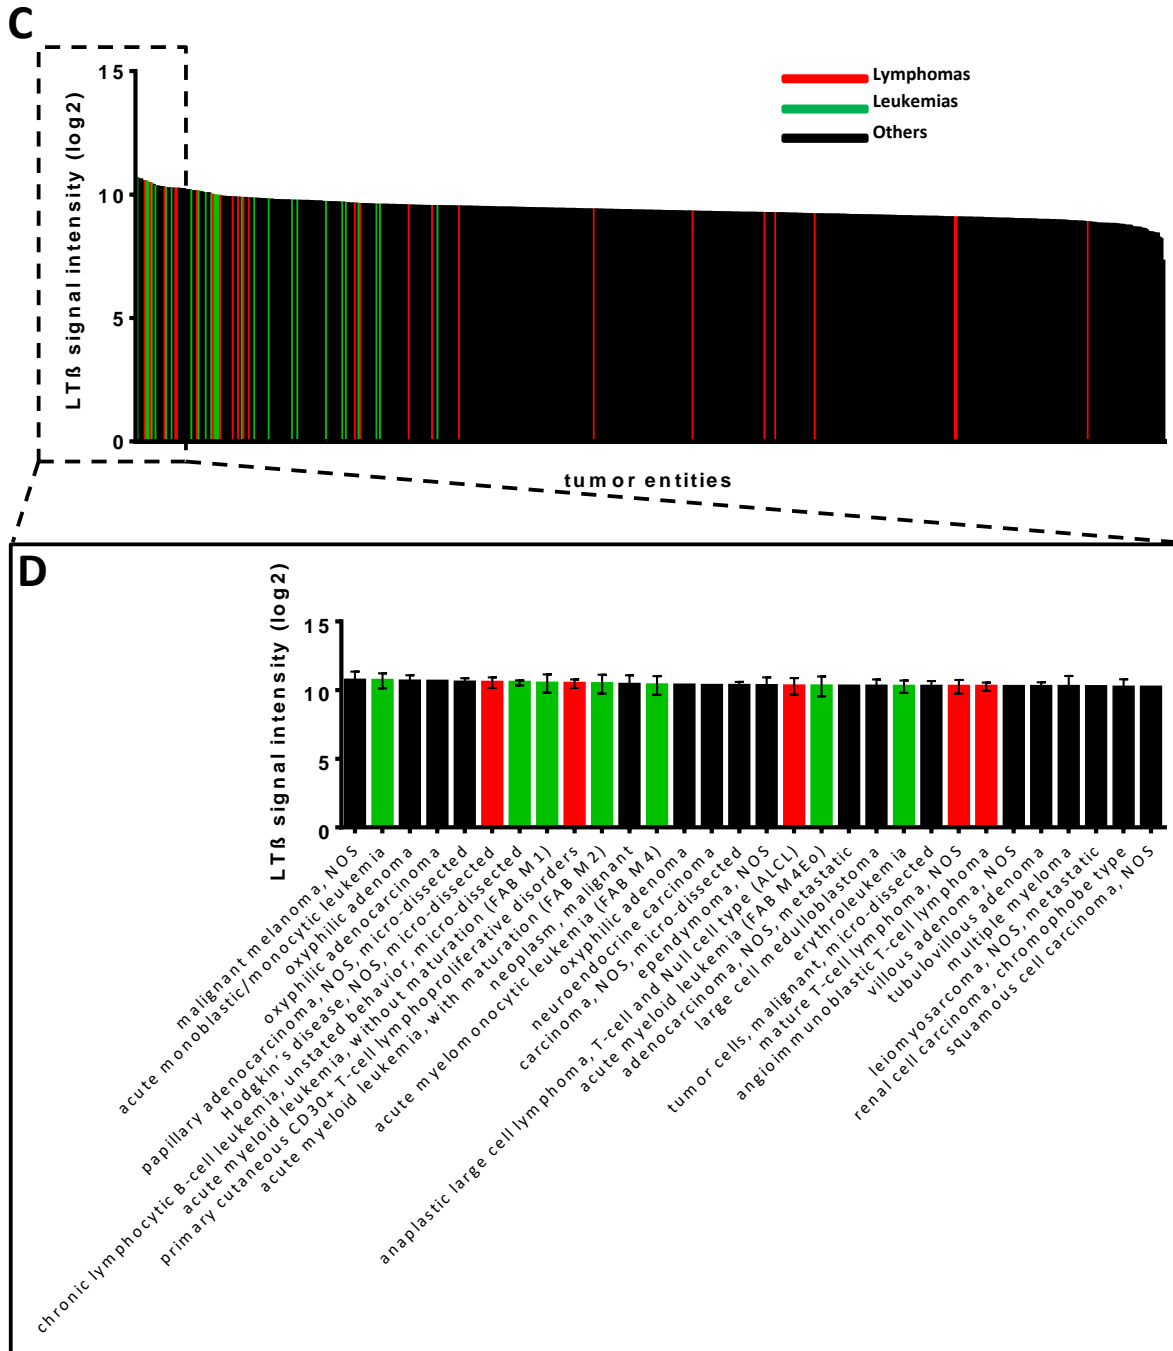 C
15
10
5
0
LTß signal intensity (log2)
Lymphomas
Leukemias
Others
tumor entities
D
LTß signal intensity (log2)
15
10
5
0
malignant melanoma, NOS
acute monoblastic/monocytic leukemia
oxyphilic adenoma
oxyphilic adenocarcinoma
papillary adenocarcinoma, NOS, micro-dissected
Hodgkin's disease, NOS, micro-dissected
chronic lymphocytic B-cell leukemia, unstated behavior, micro-dissected
acute myeloid leukemia, without maturation (FAB M1)
primary cutaneous CD30+ T-cell lymphoproliferative disorders
acute myeloid leukemia, with maturation (FAB M2)
neoplasm, malignant
acute myelomonocytic leukemia (FAB M4)
oxyphilic adenoma
neuroendocrine carcinoma
carcinoma, NOS, micro-dissected
ependymoma, NOS
anaplastic large cell lymphoma, T-cell and Null cell type (ALCL)
acute myeloid leukemia (FAB M4Eo)
adenocarcinoma, NOS, metastatic
large cell medulloblastoma
erythroleukemia
tumor cells, malignant, micro-dissected
mature T-cell lymphoma, NOS
angioimmunoblastic T-cell lymphoma
villous adenoma, NOS
tubulovillous adenoma
multiple myeloma
leiomyosarcoma, NOS, metastatic
renal cell carcinoma, chromophobe type
squamous cell carcinoma, NOS